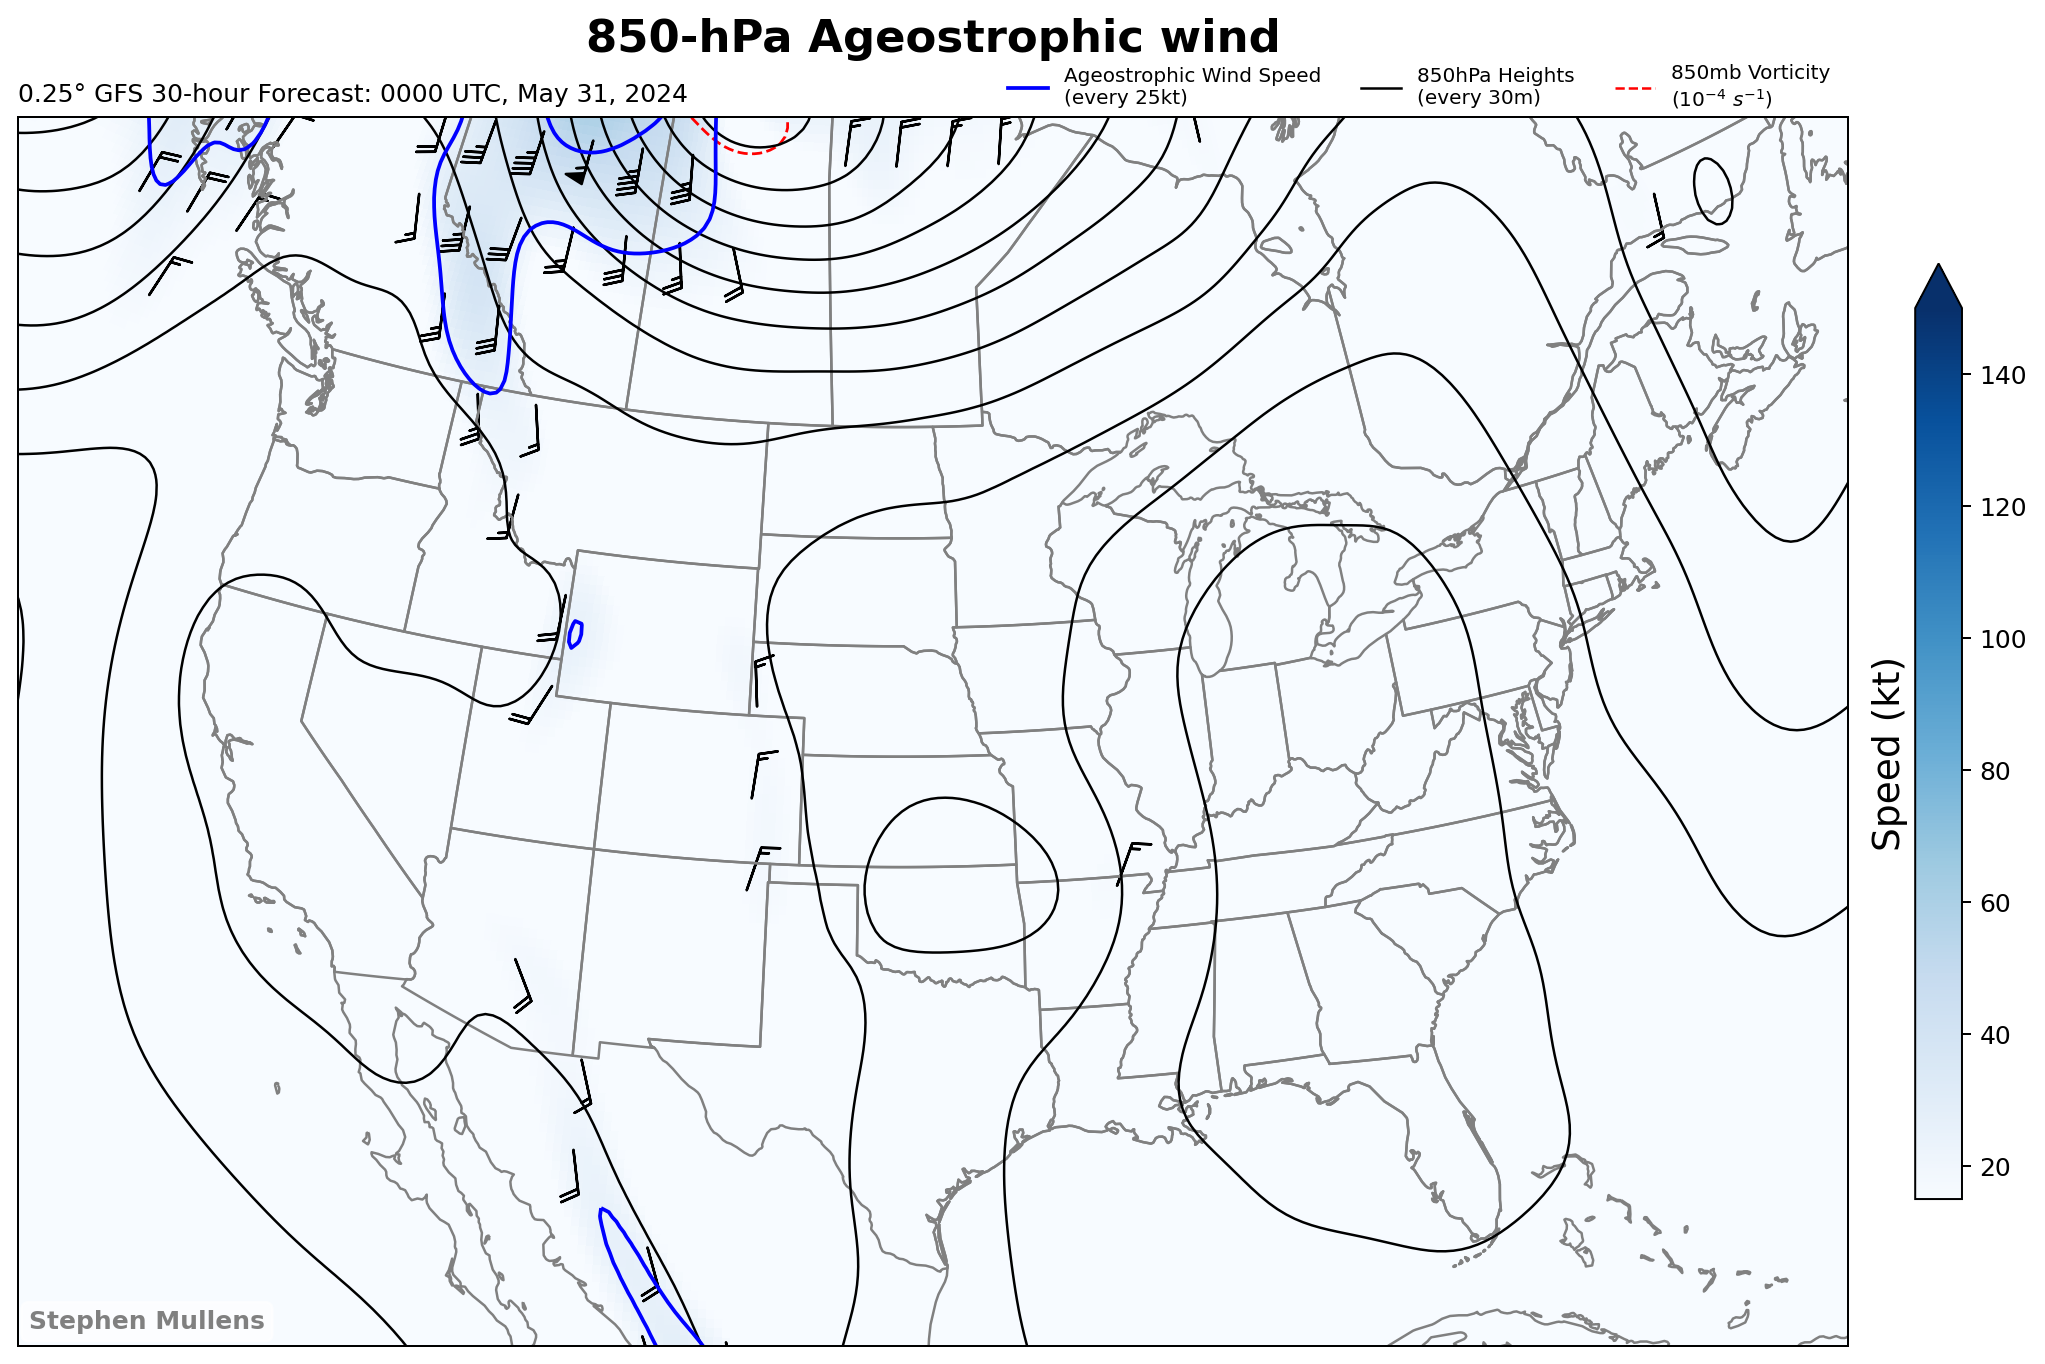 850-hPa Ageostrophic wind
0.25° GFS 30-hour Forecast: 0000 UTC, May 31, 2024
Ageostrophic Wind Speed
(every 25kt)
850hPa Heights
(every 30m)
850mb Vorticity
(10⁻⁴ s⁻¹)
140
120
100
80
60
40
20
Speed (kt)
Stephen Mullens